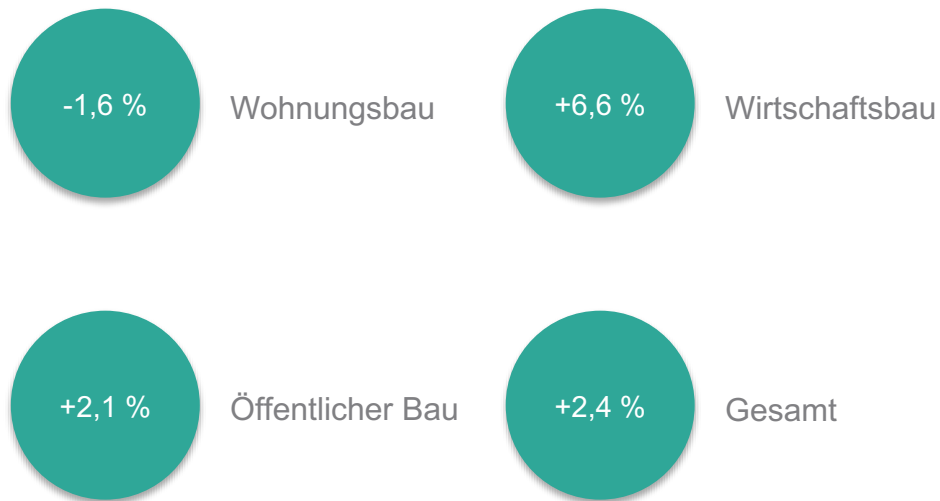 -1,6 % Wohnungsbau
+6,6 % Wirtschaftsbau
+2,1 % Öffentlicher Bau
+2,4 % Gesamt